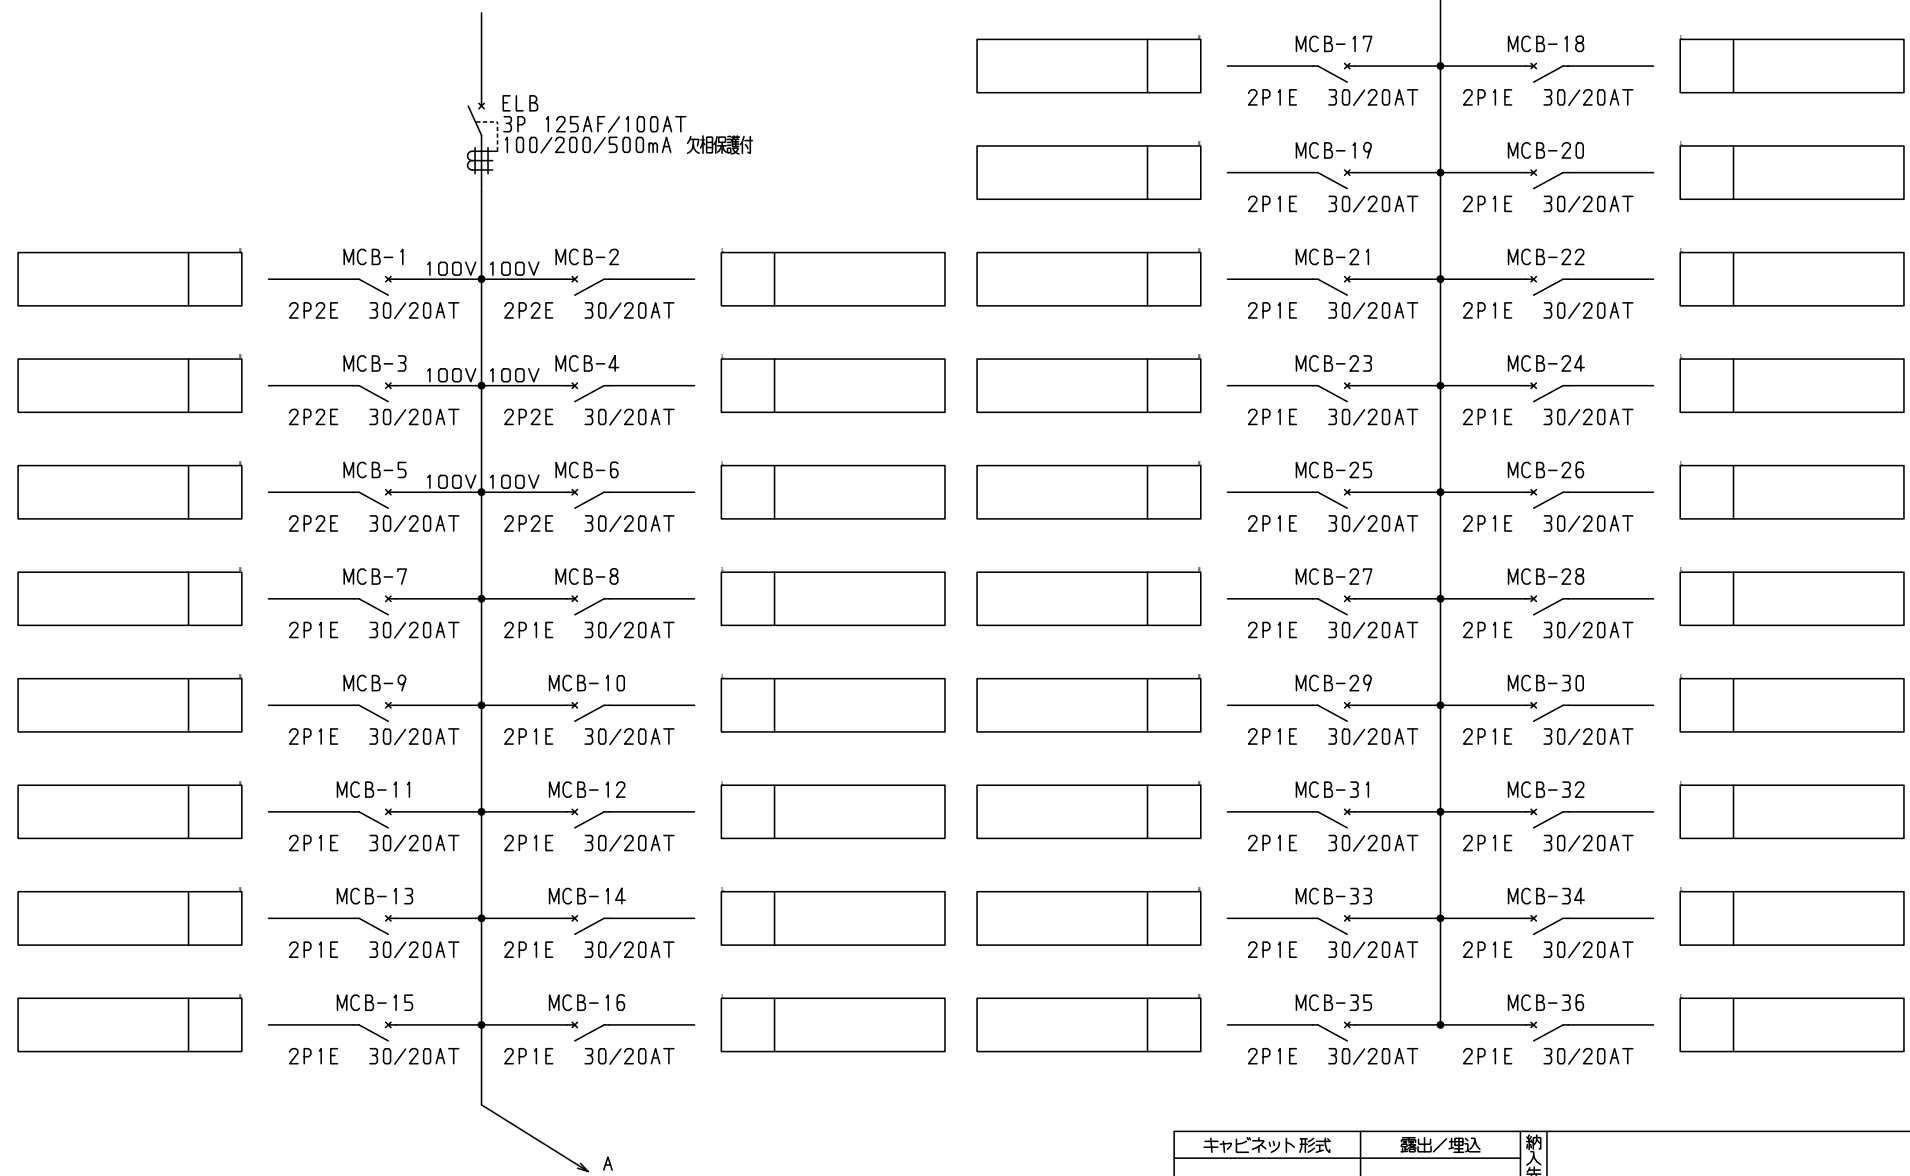 ELB
3P 125AF/100AT
100/200/500mA 欠相保護付
MCB-1 100V 100V MCB-2
2P2E 30/20AT 2P2E 30/20AT
MCB-3 100V 100V MCB-4
2P2E 30/20AT 2P2E 30/20AT
MCB-5 100V 100V MCB-6
2P2E 30/20AT 2P2E 30/20AT
MCB-7 MCB-8
2P1E 30/20AT 2P1E 30/20AT
MCB-9 MCB-10
2P1E 30/20AT 2P1E 30/20AT
MCB-11 MCB-12
2P1E 30/20AT 2P1E 30/20AT
MCB-13 MCB-14
2P1E 30/20AT 2P1E 30/20AT
MCB-15 MCB-16
2P1E 30/20AT 2P1E 30/20AT
A
MCB-17 MCB-18
2P1E 30/20AT 2P1E 30/20AT
MCB-19 MCB-20
2P1E 30/20AT 2P1E 30/20AT
MCB-21 MCB-22
2P1E 30/20AT 2P1E 30/20AT
MCB-23 MCB-24
2P1E 30/20AT 2P1E 30/20AT
MCB-25 MCB-26
2P1E 30/20AT 2P1E 30/20AT
MCB-27 MCB-28
2P1E 30/20AT 2P1E 30/20AT
MCB-29 MCB-30
2P1E 30/20AT 2P1E 30/20AT
MCB-31 MCB-32
2P1E 30/20AT 2P1E 30/20AT
MCB-33 MCB-34
2P1E 30/20AT 2P1E 30/20AT
MCB-35 MCB-36
2P1E 30/20AT 2P1E 30/20AT
キャビネット形式 露出/埋込
納入先